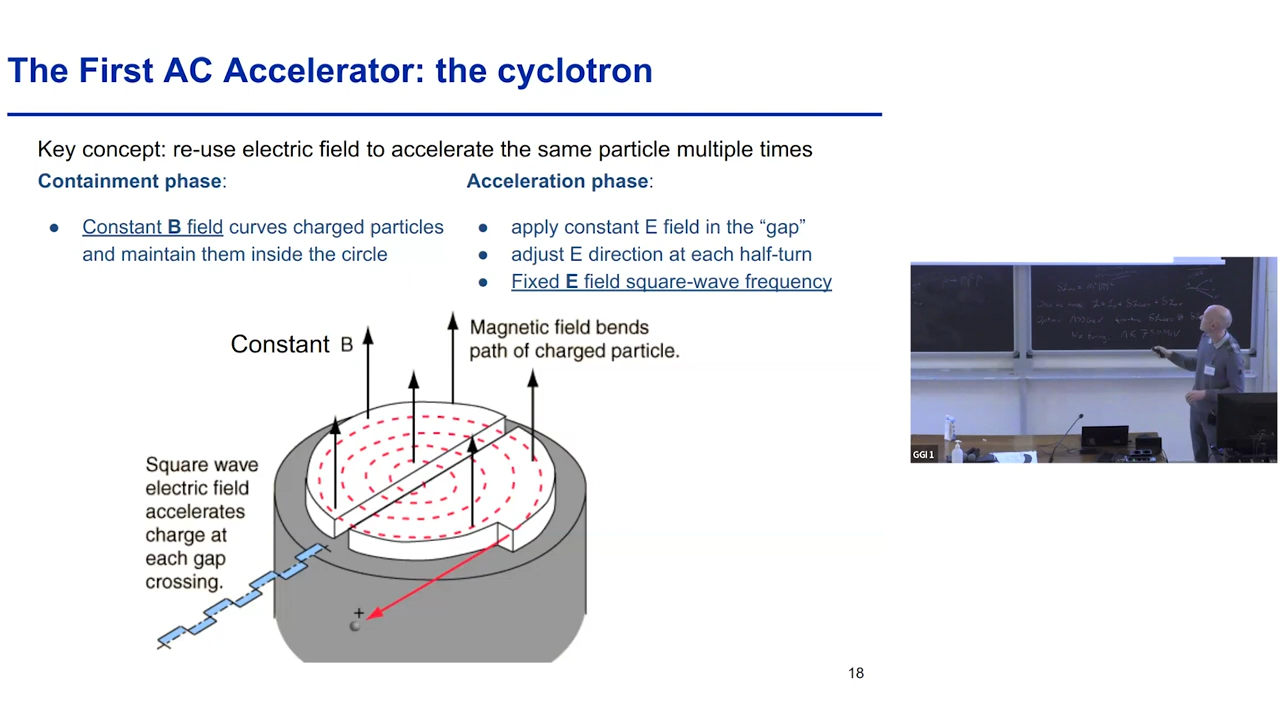 The First AC Accelerator: the cyclotron
Key concept: re-use electric field to accelerate the same particle multiple times
Containment phase:
● Constant B field curves charged particles
and maintain them inside the circle
Acceleration phase:
● apply constant E field in the “gap”
● adjust E direction at each half-turn
● Fixed E field square-wave frequency
Constant B
Magnetic field bends
path of charged particle.
Square wave
electric field
accelerates
charge at
each gap
crossing.
+
18
GGI 1